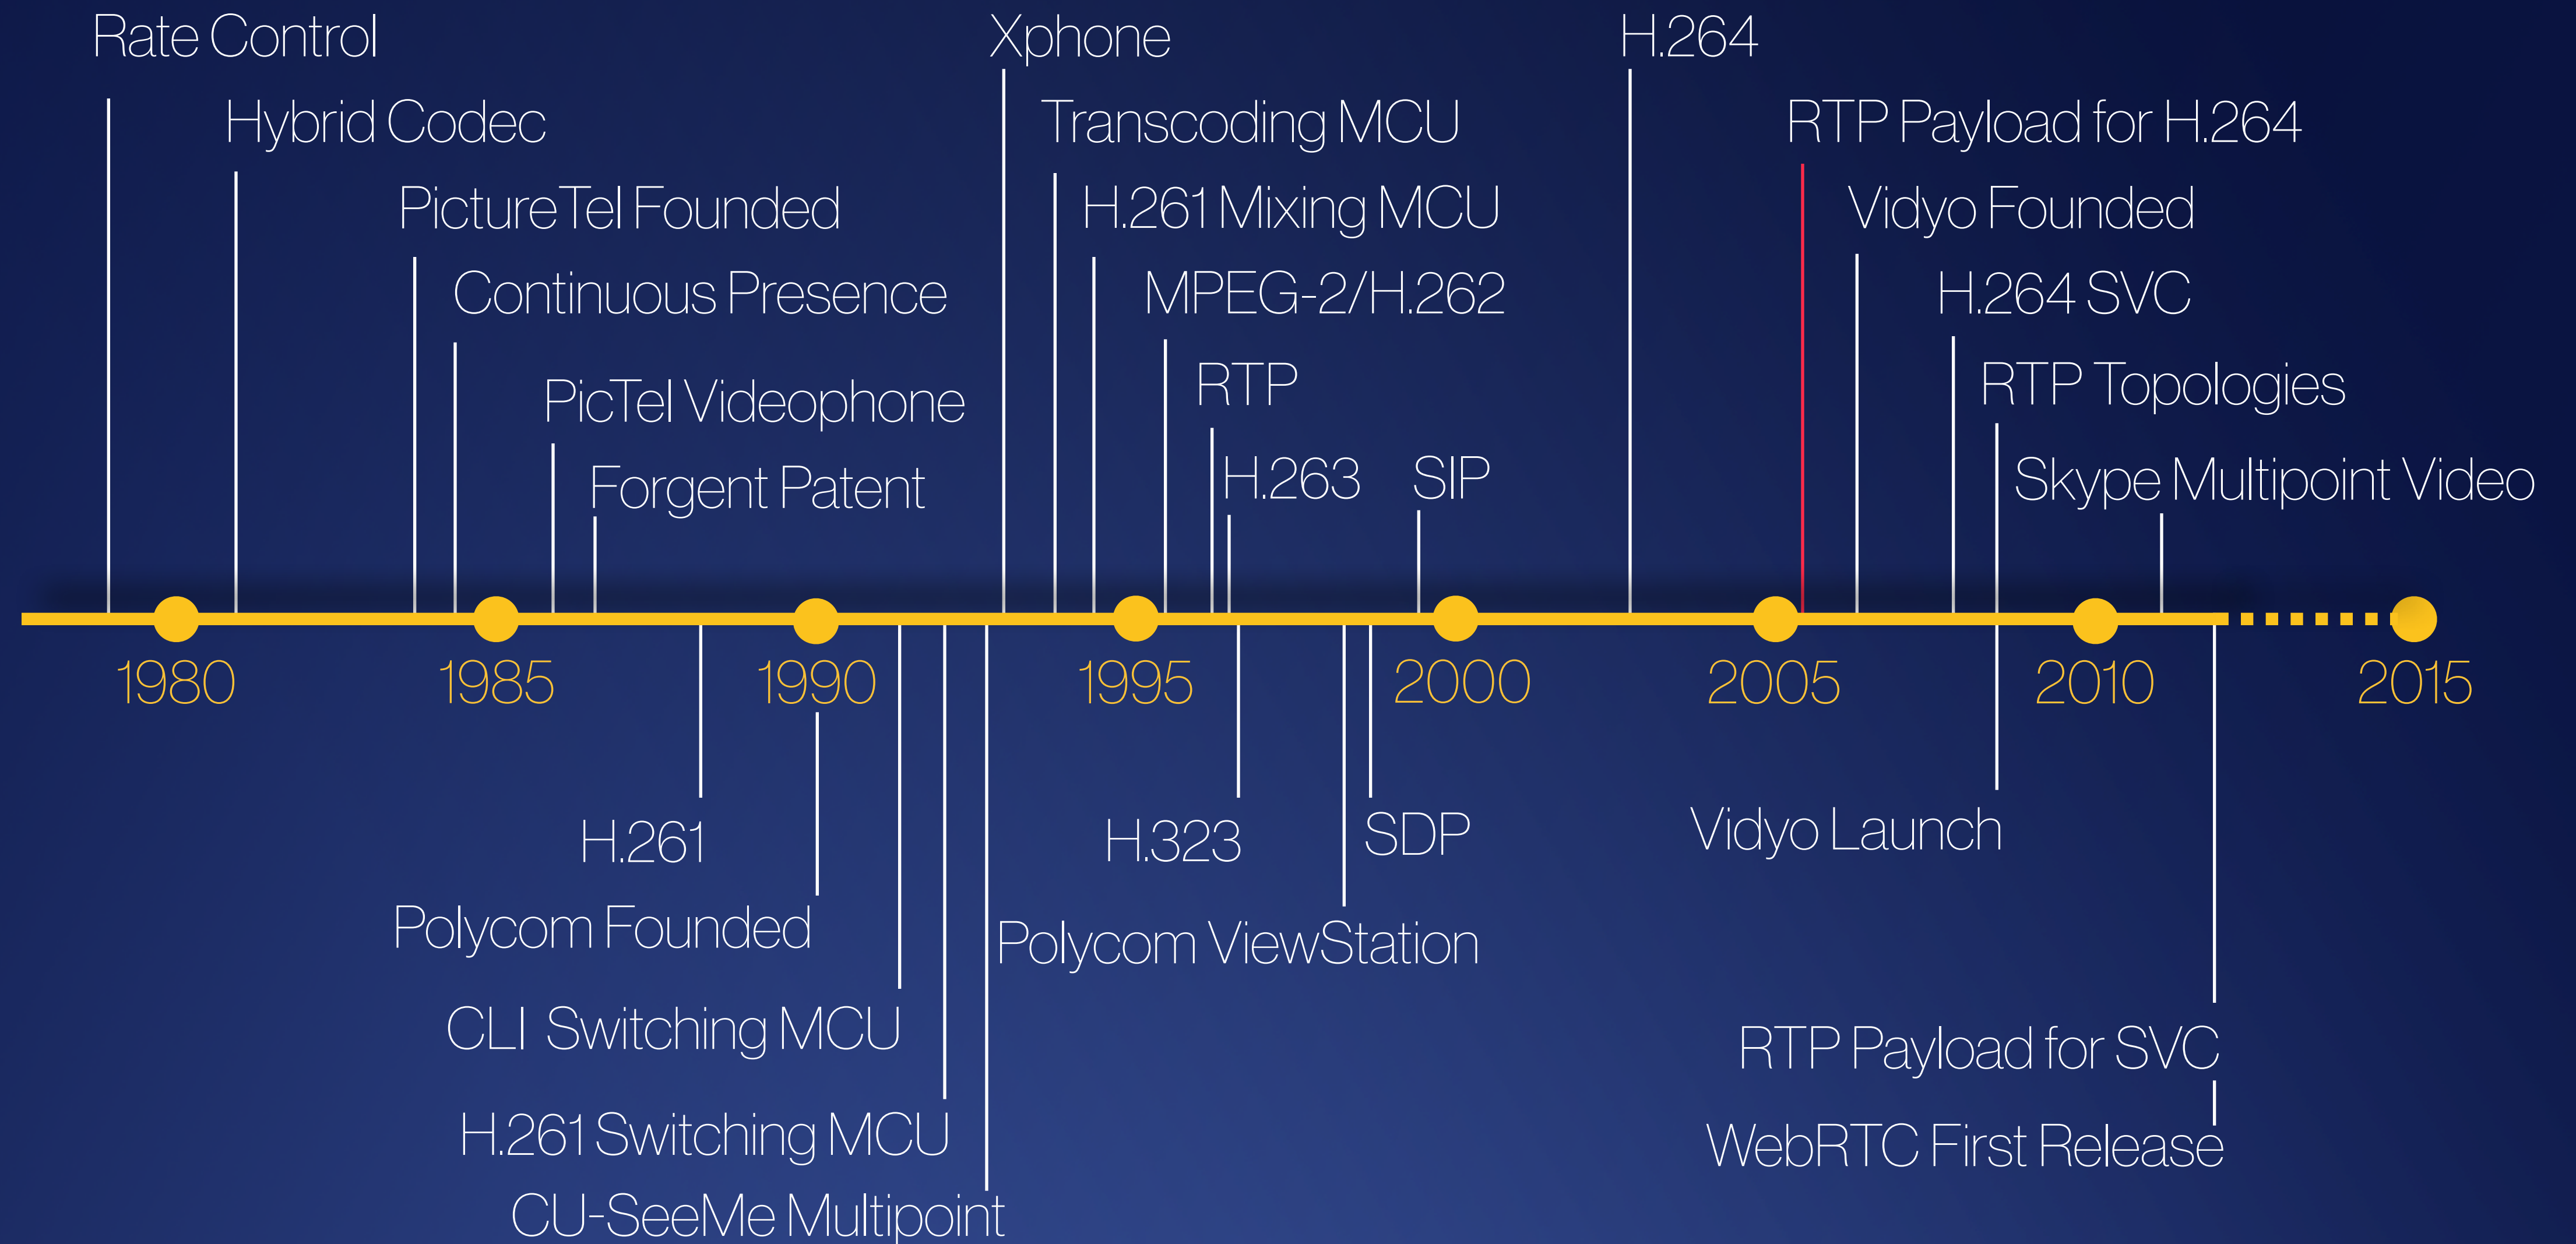 Rate Control
Xphone
H.264
Hybrid Codec
Transcoding MCU
RTP Payload for H.264
PictureTel Founded
H.261 Mixing MCU
Vidyo Founded
Continuous Presence
MPEG-2/H.262
H.264 SVC
PicTel Videophone
RTP
RTP Topologies
Forgent Patent
H.263
SIP
Skype Multipoint Video
1980
1985
1990
1995
2000
2005
2010
2015
H.261
H.323
SDP
Vidyo Launch
Polycom Founded
Polycom ViewStation
CLI Switching MCU
RTP Payload for SVC
H.261 Switching MCU
WebRTC First Release
CU-SeeMe Multipoint